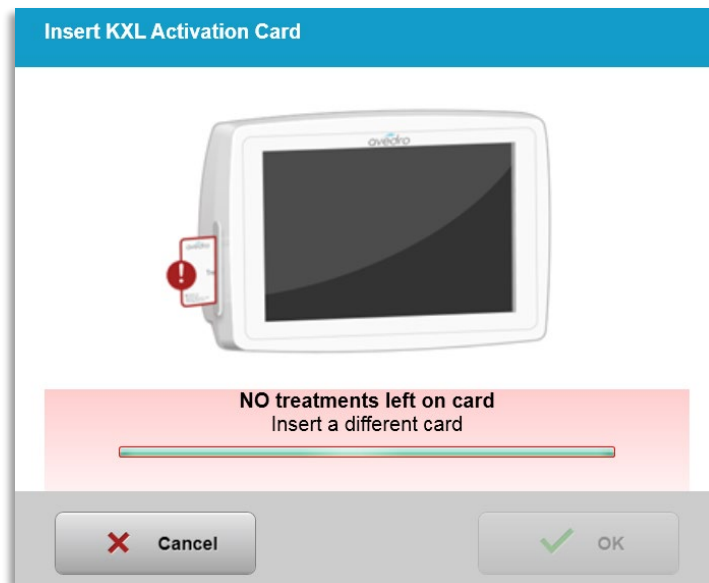 Insert KXL Activation Card
avedro
avedro
NO treatments left on card
Insert a different card
Cancel
OK